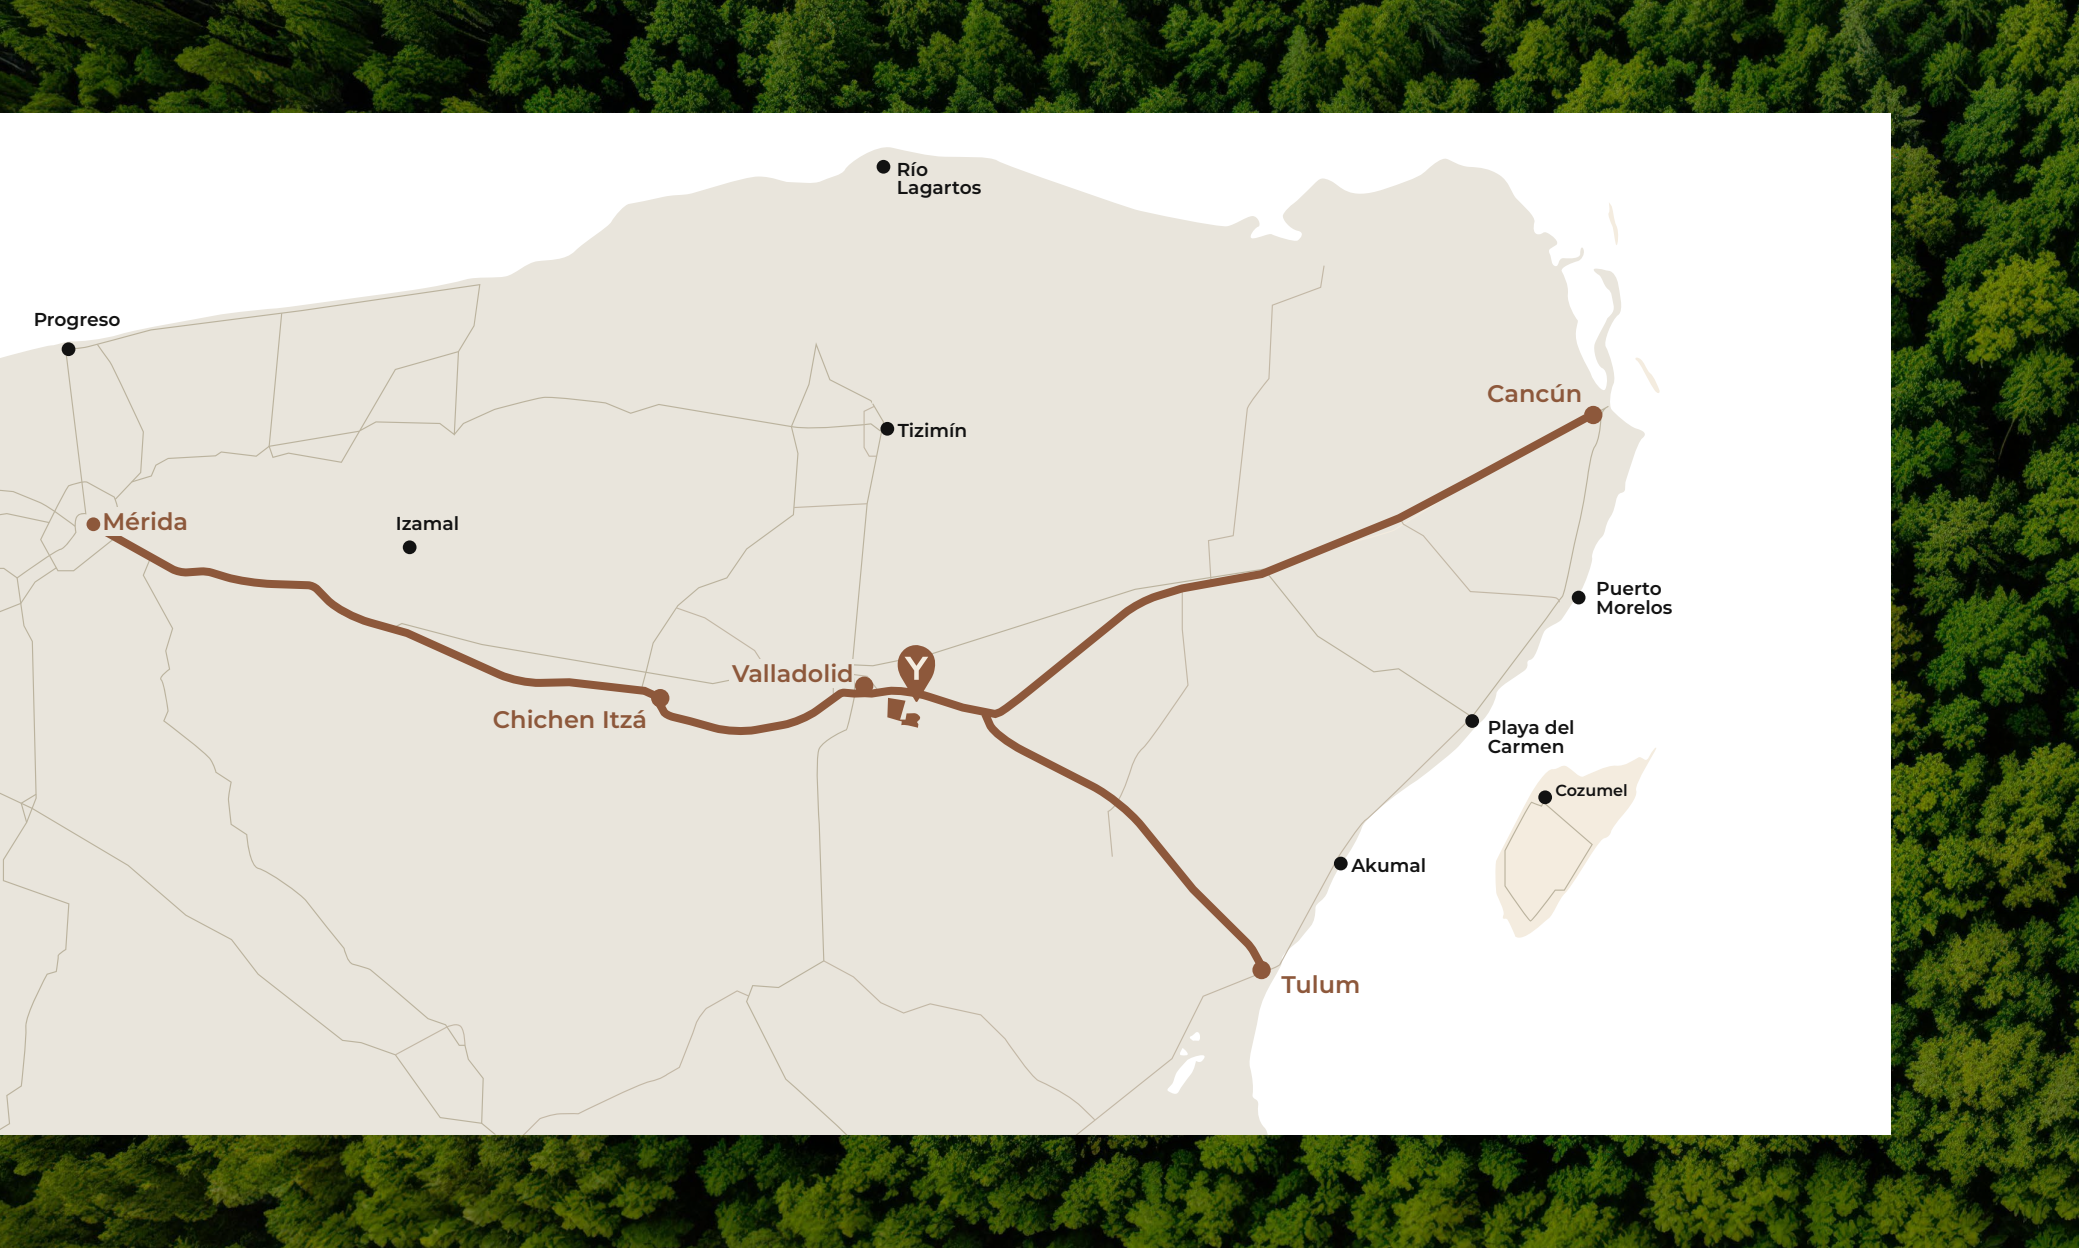 Río
Lagartos
Progreso
Cancún
Tizimín
Mérida
Izamal
Puerto
Morelos
Valladolid
Y
Chichen Itzá
Playa del
Carmen
Cozumel
Akumal
Tulum